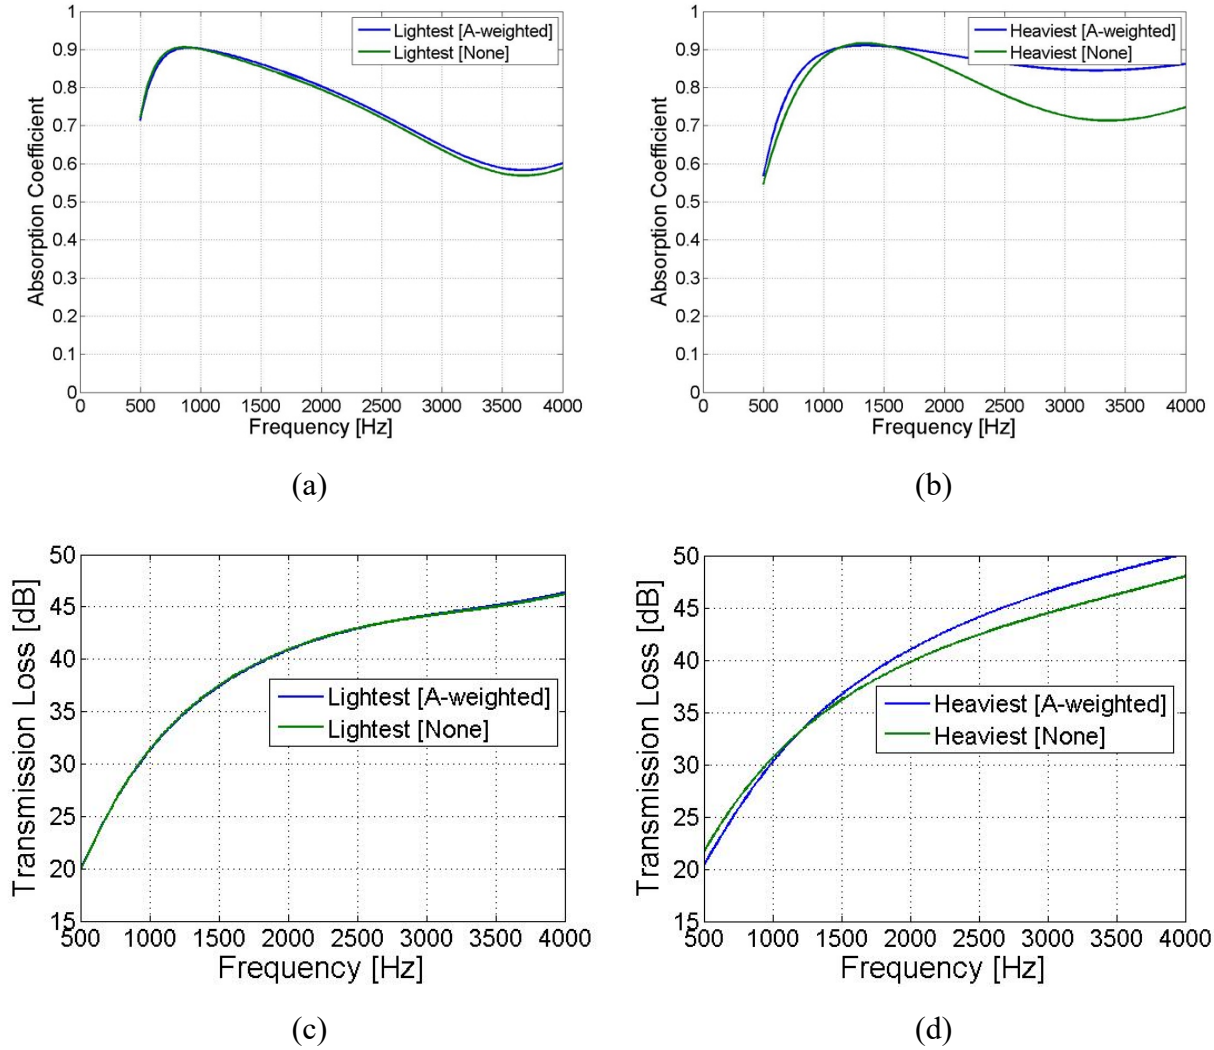 1
0.9
0.8
0.7
0.6
0.5
0.4
0.3
0.2
0.1
0
Absorption Coefficient
Lightest [A-weighted]
Lightest [None]
0 500 1000 1500 2000 2500 3000 3500 4000
Frequency [Hz]
(a)
1
0.9
0.8
0.7
0.6
0.5
0.4
0.3
0.2
0.1
0
Absorption Coefficient
Heaviest [A-weighted]
Heaviest [None]
0 500 1000 1500 2000 2500 3000 3500 4000
Frequency [Hz]
(b)
50
45
40
35
30
25
20
15
Transmission Loss [dB]
Lightest [A-weighted]
Lightest [None]
500 1000 1500 2000 2500 3000 3500 4000
Frequency [Hz]
(c)
50
45
40
35
30
25
20
15
Transmission Loss [dB]
Heaviest [A-weighted]
Heaviest [None]
500 1000 1500 2000 2500 3000 3500 4000
Frequency [Hz]
(d)